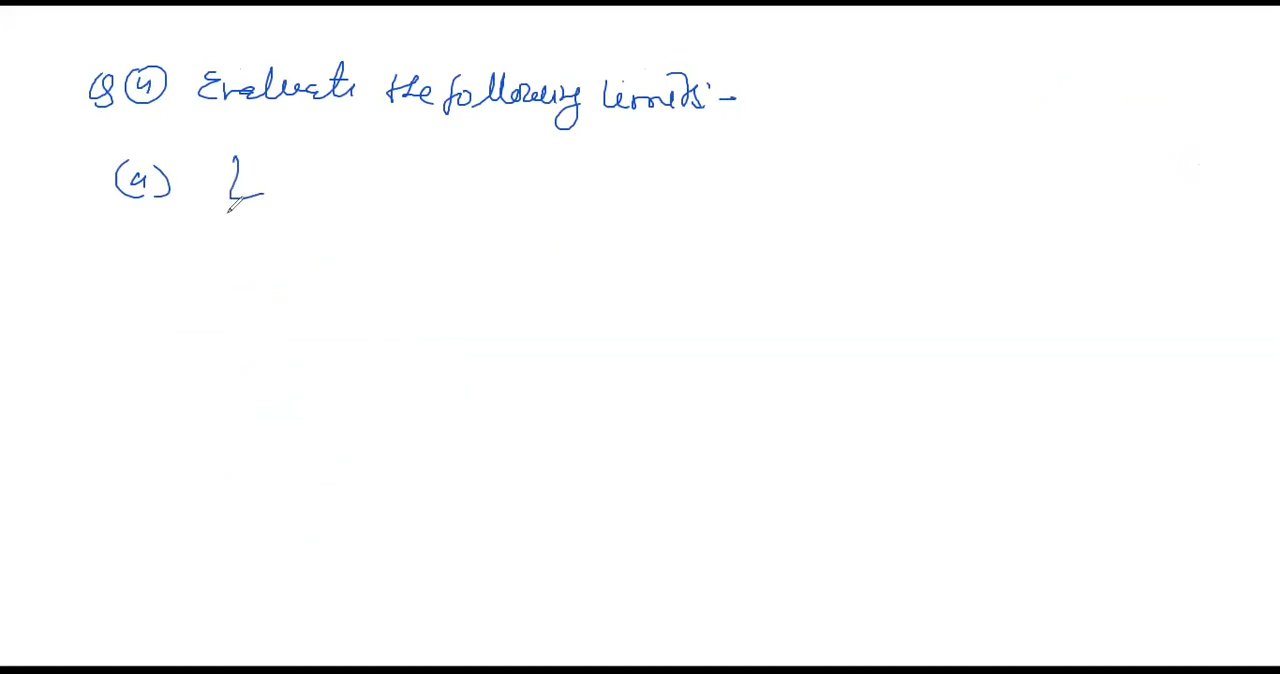 Q④ Evaluate the following limits:-
(a) L